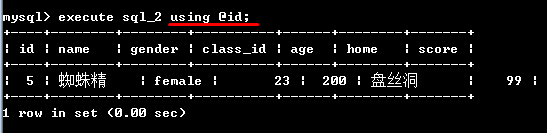 mysql> execute sql_2 using @id;
+----+--------+--------+----------+------+--------+-------+
| id | name | gender | class_id | age | home | score |
+----+--------+--------+----------+------+--------+-------+
| 5 | 蜘蛛精 | female | 23 | 200 | 盘丝洞 | 99 |
+----+--------+--------+----------+------+--------+-------+
1 row in set (0.00 sec)